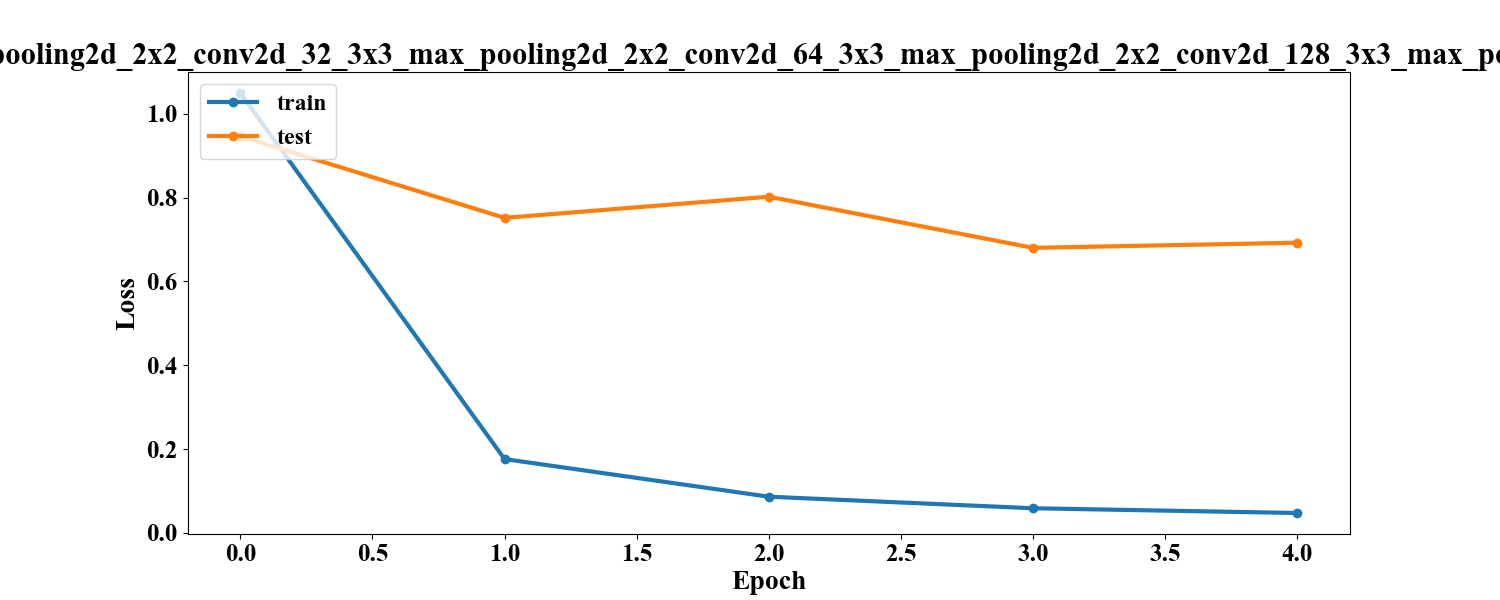 pooling2d_2x2_conv2d_32_3x3_max_pooling2d_2x2_conv2d_64_3x3_max_pooling2d_2x2_conv2d_128_3x3_max_po
train
test
1.0
0.8
0.6
0.4
0.2
0.0
Loss
0.0 0.5 1.0 1.5 2.0 2.5 3.0 3.5 4.0
Epoch